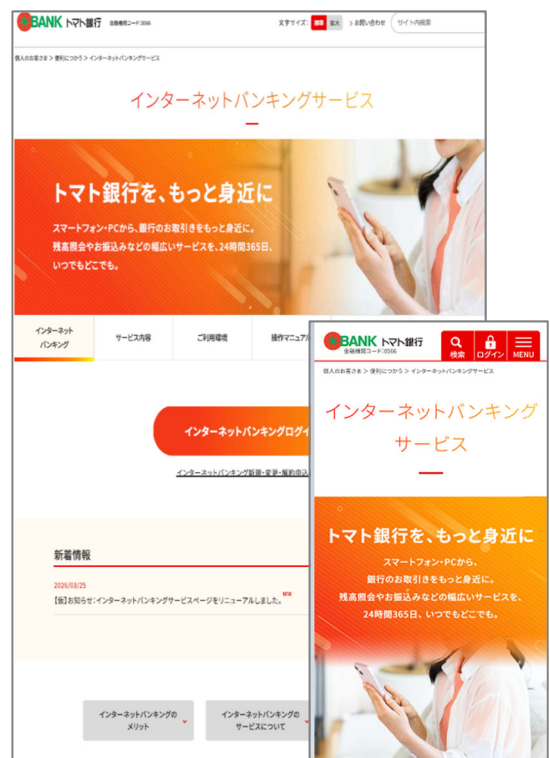 BANK トマト銀行 金融機関コード:0566
文字サイズ: 標準 拡大 > お問い合わせ サイト内検索
個人のお客さま > 便利につかう > インターネットバンキングサービス
インターネットバンキングサービス
トマト銀行を、もっと身近に
スマートフォン・PCから、銀行のお取引きをもっと身近に。
残高照会やお振込みなどの幅広いサービスを、24時間365日、
いつでもどこでも。
インターネット
バンキング
サービス内容
ご利用環境
操作マニュアル
インターネットバンキングログイ
インターネットバンキング新規・変更・解約申込
新着情報
2026/03/25
【仮】お知らせ:インターネットバンキングサービスページをリニューアルしました。 NEW
インターネットバンキングの
メリット
インターネットバンキングの
サービスについて
BANK トマト銀行
金融機関コード:0566
検索 ログイン MENU
個人のお客さま > 便利につかう > インターネットバンキングサービス
インターネットバンキング
サービス
トマト銀行を、もっと身近に
スマートフォン・PCから、
銀行のお取引きをもっと身近に。
残高照会やお振込みなどの幅広いサービスを、
24時間365日、いつでもどこでも。